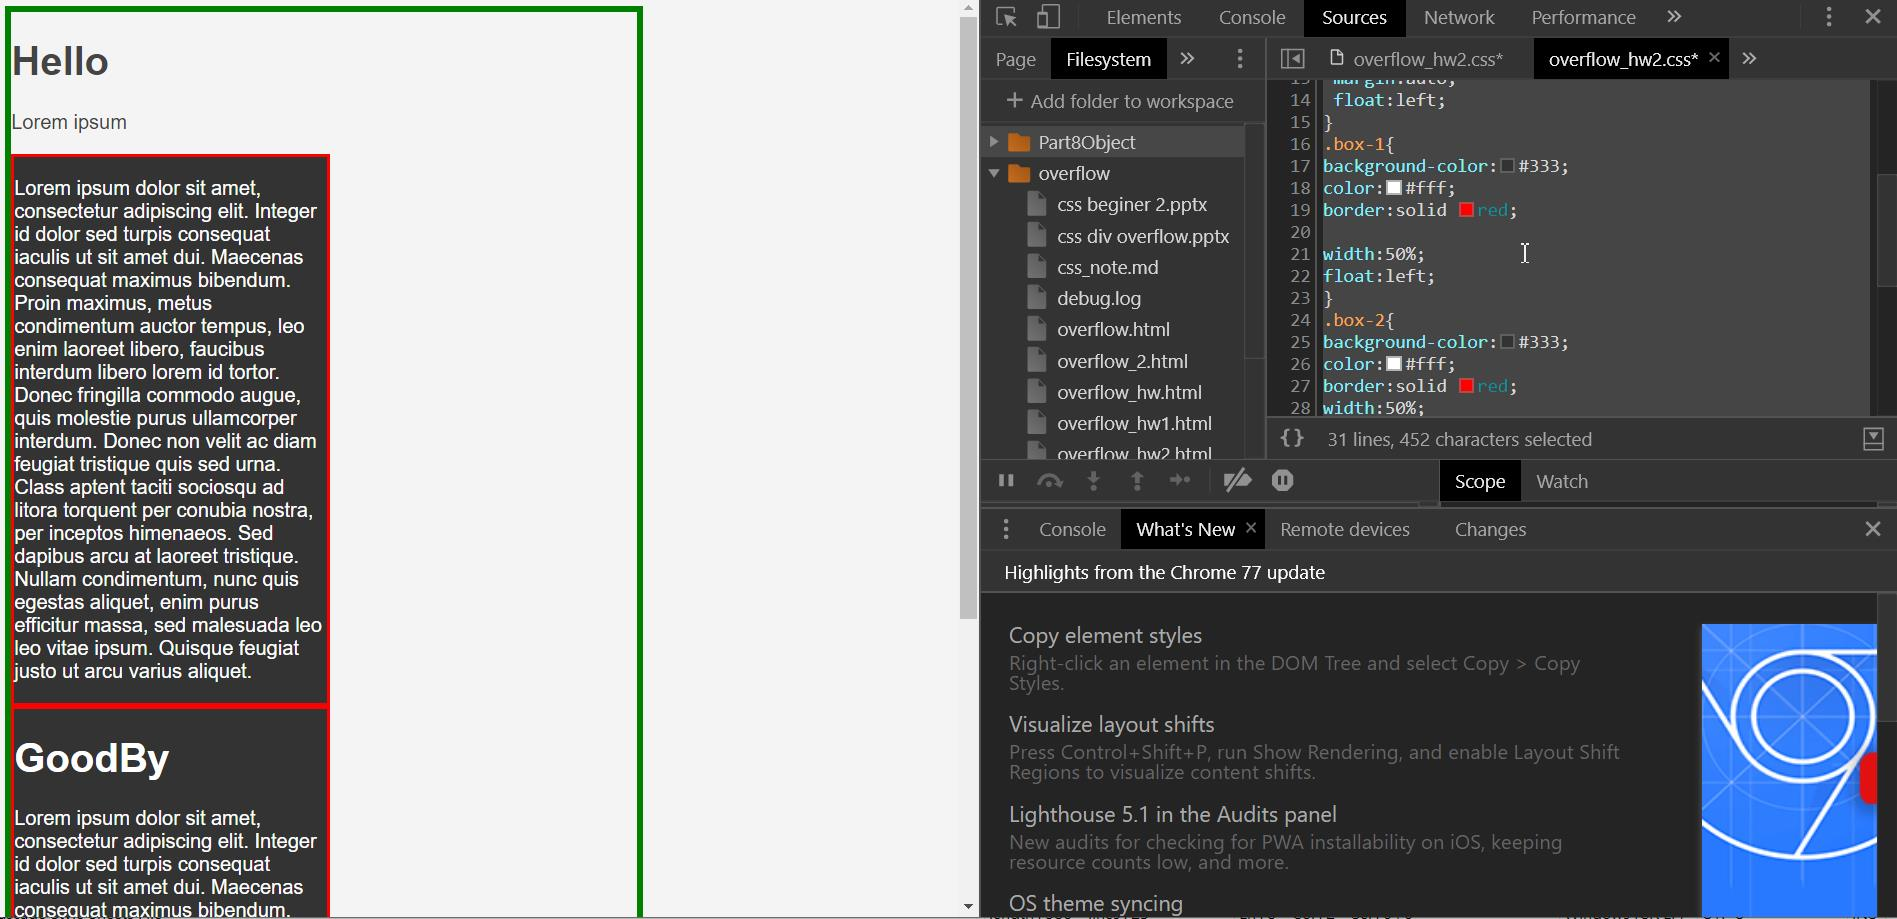 Hello
Lorem ipsum
Lorem ipsum dolor sit amet,
consectetur adipiscing elit. Integer
id dolor sed turpis consequat
iaculis ut sit amet dui. Maecenas
consequat maximus bibendum.
Proin maximus, metus
condimentum auctor tempus, leo
enim laoreet libero, faucibus
interdum libero lorem id tortor.
Donec fringilla commodo augue,
quis molestie purus ullamcorper
interdum. Donec non velit ac diam
feugiat tristique quis sed urna.
Class aptent taciti sociosqu ad
litora torquent per conubia nostra,
per inceptos himenaeos. Sed
dapibus arcu at laoreet tristique.
Nullam condimentum, nunc quis
egestas aliquet, enim purus
efficitur massa, sed malesuada leo
leo vitae ipsum. Quisque feugiat
justo ut arcu varius aliquet.
GoodBy
Lorem ipsum dolor sit amet,
consectetur adipiscing elit. Integer
id dolor sed turpis consequat
iaculis ut sit amet dui. Maecenas
consequat maximus bibendum.
Elements Console Sources Network Performance »
Page Filesystem »
+ Add folder to workspace
Part8Object
overflow
css beginer 2.pptx
css div overflow.pptx
css_note.md
debug.log
overflow.html
overflow_2.html
overflow_hw.html
overflow_hw1.html
overflow_hw2.html
overflow_hw2.css* overflow_hw2.css* × »
margin:auto;
14 float:left;
15 }
16 .box-1{
17 background-color:#333;
18 color:#fff;
19 border:solid red;
20
21 width:50%;
22 float:left;
23 }
24 .box-2{
25 background-color:#333;
26 color:#fff;
27 border:solid red;
28 width:50%;
{} 31 lines, 452 characters selected
Scope Watch
Console What's New × Remote devices Changes
Highlights from the Chrome 77 update
Copy element styles
Right-click an element in the DOM Tree and select Copy > Copy
Styles.
Visualize layout shifts
Press Control+Shift+P, run Show Rendering, and enable Layout Shift
Regions to visualize content shifts.
Lighthouse 5.1 in the Audits panel
New audits for checking for PWA installability on iOS, keeping
resource counts low, and more.
OS theme syncing